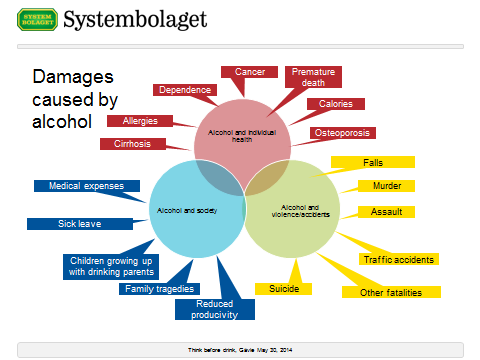 SYSTEM
BOLAGET
Systembolaget
Damages
caused by
alcohol
Cancer
Premature
death
Dependence
Calories
Allergies
Osteoporosis
Cirrhosis
Alcohol and individual
health
Falls
Medical expenses
Murder
Sick leave
Alcohol and society
Alcohol and
violence/accidents
Assault
Children growing up
with drinking parents
Traffic accidents
Family tragedies
Suicide
Other fatalities
Reduced
producivity
Think before drink, Gävle May 20, 2014